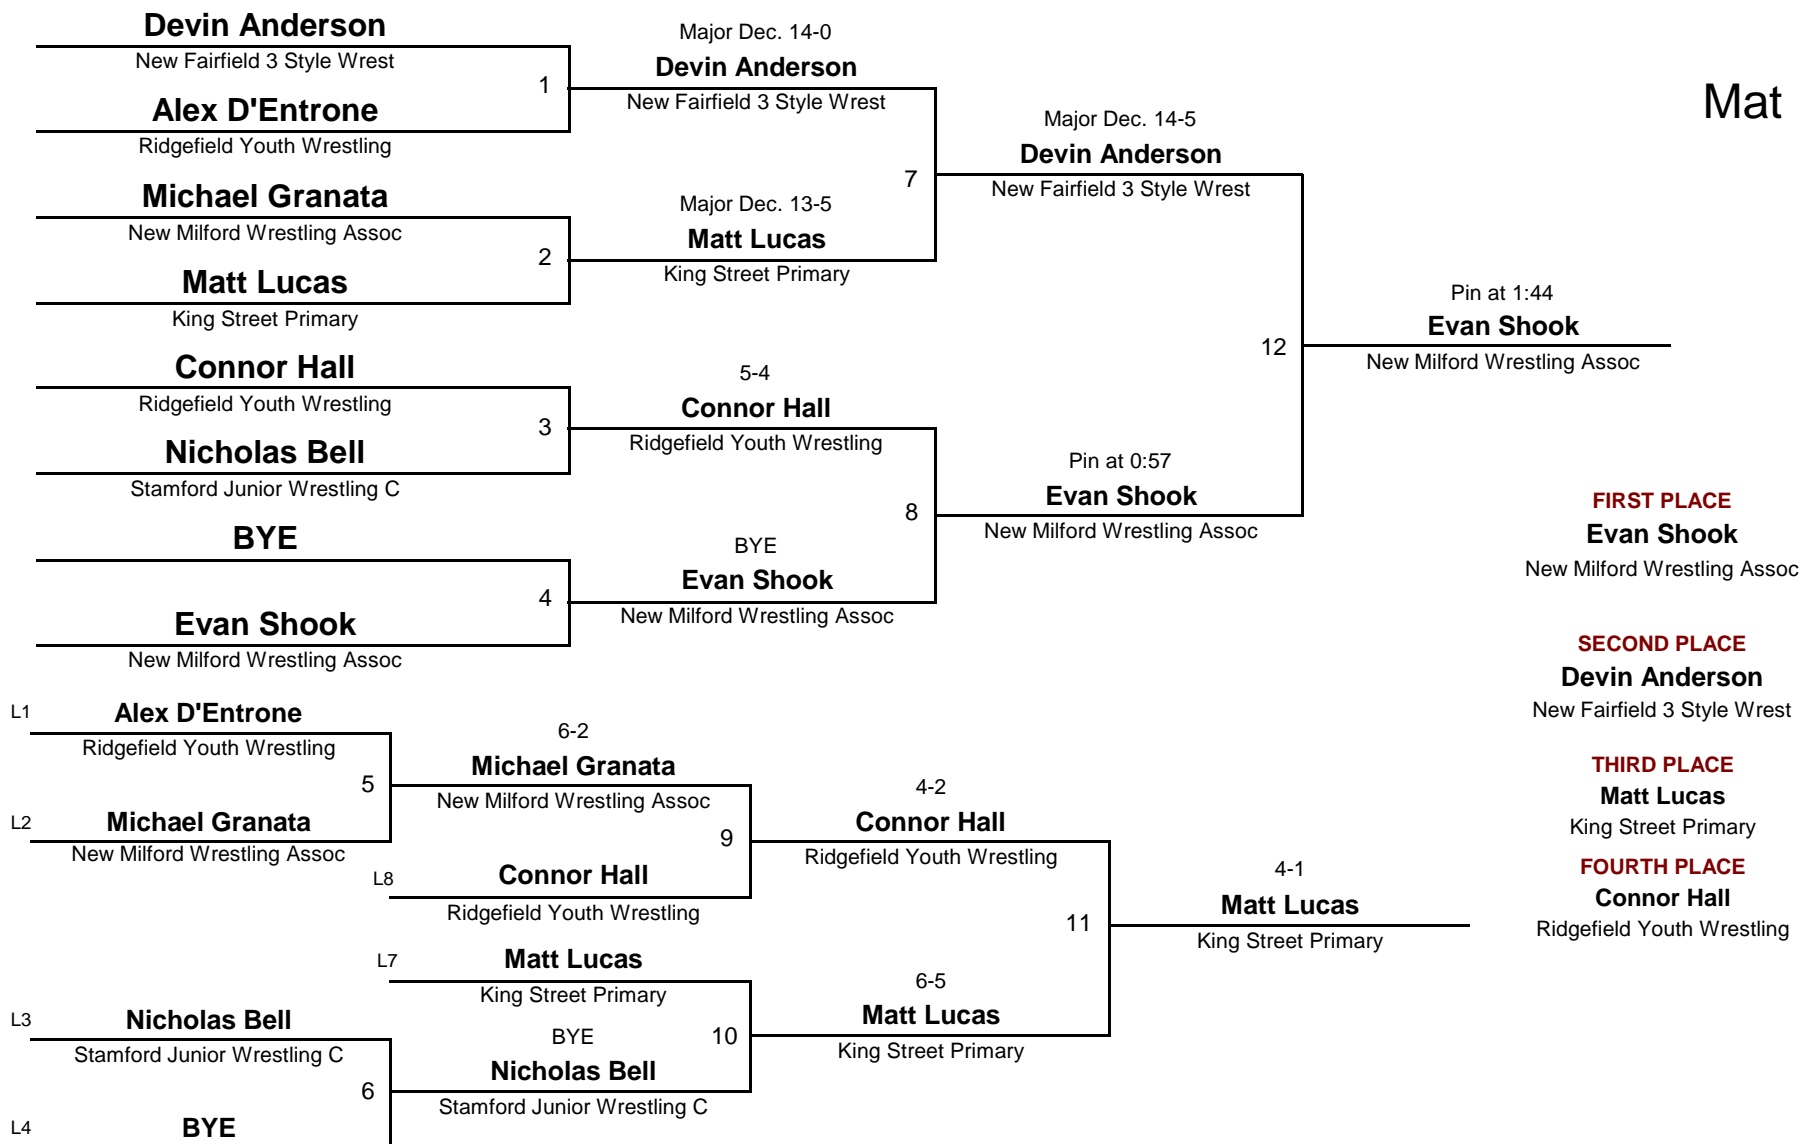 Devin Anderson
New Fairfield 3 Style Wrest
1
Alex D'Entrone
Ridgefield Youth Wrestling
Michael Granata
New Milford Wrestling Assoc
2
Matt Lucas
King Street Primary
Connor Hall
Ridgefield Youth Wrestling
3
Nicholas Bell
Stamford Junior Wrestling C
BYE
4
Evan Shook
New Milford Wrestling Assoc
Major Dec. 14-0
Devin Anderson
New Fairfield 3 Style Wrest
7
Major Dec. 13-5
Matt Lucas
King Street Primary
5-4
Connor Hall
Ridgefield Youth Wrestling
8
BYE
Evan Shook
New Milford Wrestling Assoc
Major Dec. 14-5
Devin Anderson
New Fairfield 3 Style Wrest
12
Pin at 0:57
Evan Shook
New Milford Wrestling Assoc
Mat
Pin at 1:44
Evan Shook
New Milford Wrestling Assoc
FIRST PLACE
Evan Shook
New Milford Wrestling Assoc
SECOND PLACE
Devin Anderson
New Fairfield 3 Style Wrest
THIRD PLACE
Matt Lucas
King Street Primary
FOURTH PLACE
Connor Hall
Ridgefield Youth Wrestling
L1
Alex D'Entrone
Ridgefield Youth Wrestling
5
L2
Michael Granata
New Milford Wrestling Assoc
L3
Nicholas Bell
Stamford Junior Wrestling C
6
L4
BYE
6-2
Michael Granata
New Milford Wrestling Assoc
9
L8
Connor Hall
Ridgefield Youth Wrestling
L7
Matt Lucas
King Street Primary
10
BYE
Nicholas Bell
Stamford Junior Wrestling C
4-2
Connor Hall
Ridgefield Youth Wrestling
11
6-5
Matt Lucas
King Street Primary
4-1
Matt Lucas
King Street Primary